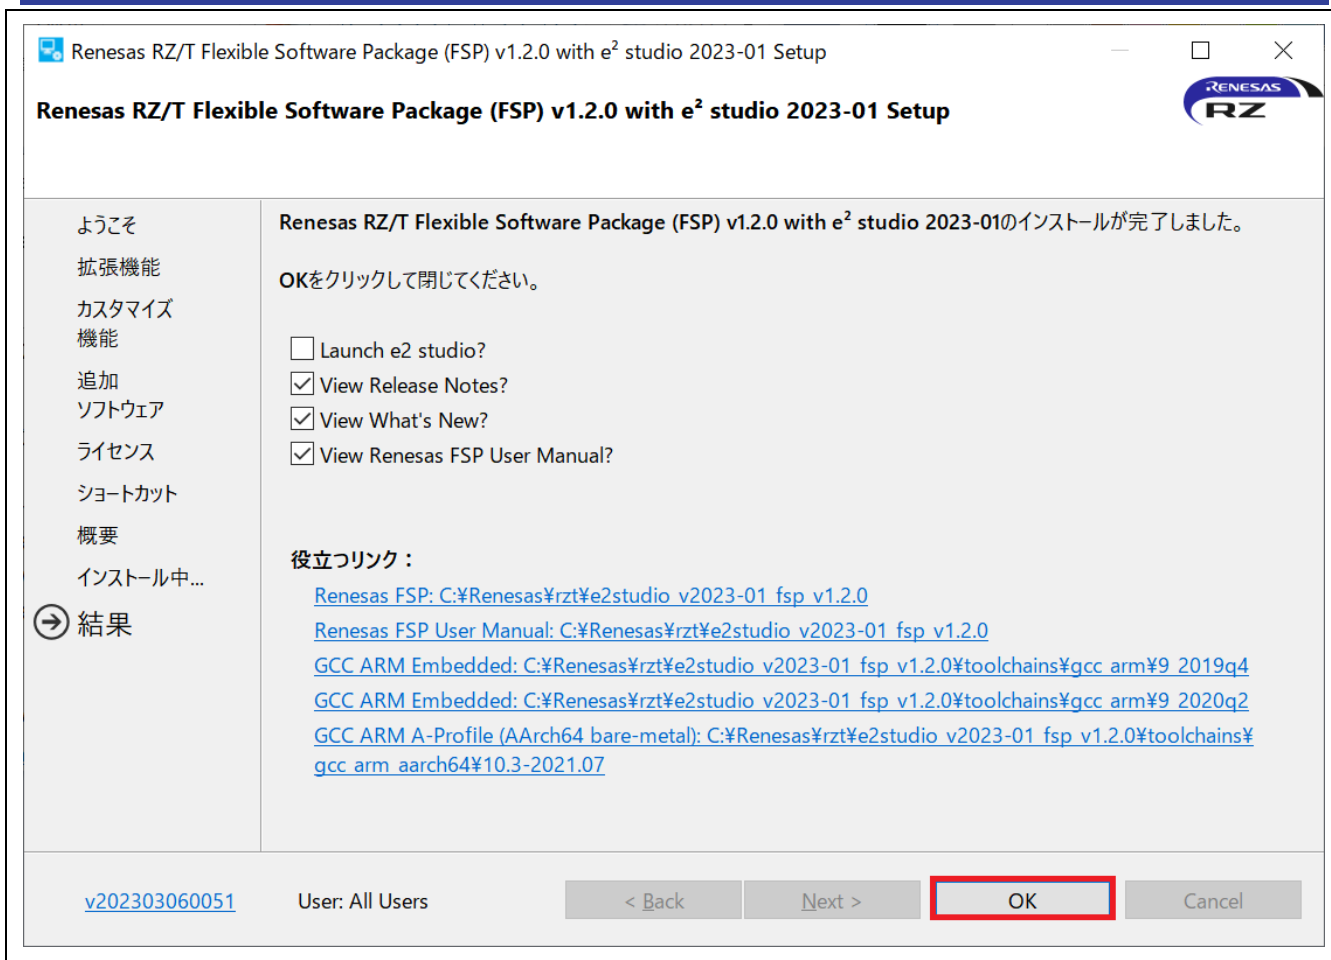 Renesas RZ/T Flexible Software Package (FSP) v1.2.0 with e² studio 2023-01 Setup
RENESAS
RZ
Renesas RZ/T Flexible Software Package (FSP) v1.2.0 with e² studio 2023-01 Setup
ようこそ
拡張機能
カスタマイズ
機能
追加
ソフトウェア
ライセンス
ショートカット
概要
インストール中...
結果
Renesas RZ/T Flexible Software Package (FSP) v1.2.0 with e² studio 2023-01のインストールが完了しました。
OKをクリックして閉じてください。
Launch e2 studio?
View Release Notes?
View What's New?
View Renesas FSP User Manual?
役立つリンク：
Renesas FSP: C:¥Renesas¥rzt¥e2studio_v2023-01_fsp_v1.2.0
Renesas FSP User Manual: C:¥Renesas¥rzt¥e2studio_v2023-01_fsp_v1.2.0
GCC ARM Embedded: C:¥Renesas¥rzt¥e2studio_v2023-01_fsp_v1.2.0¥toolchains¥gcc_arm¥9_2019q4
GCC ARM Embedded: C:¥Renesas¥rzt¥e2studio_v2023-01_fsp_v1.2.0¥toolchains¥gcc_arm¥9_2020q2
GCC ARM A-Profile (AArch64 bare-metal): C:¥Renesas¥rzt¥e2studio_v2023-01_fsp_v1.2.0¥toolchains¥
gcc_arm_aarch64¥10.3-2021.07
v202303060051
User: All Users
< Back
Next >
OK
Cancel